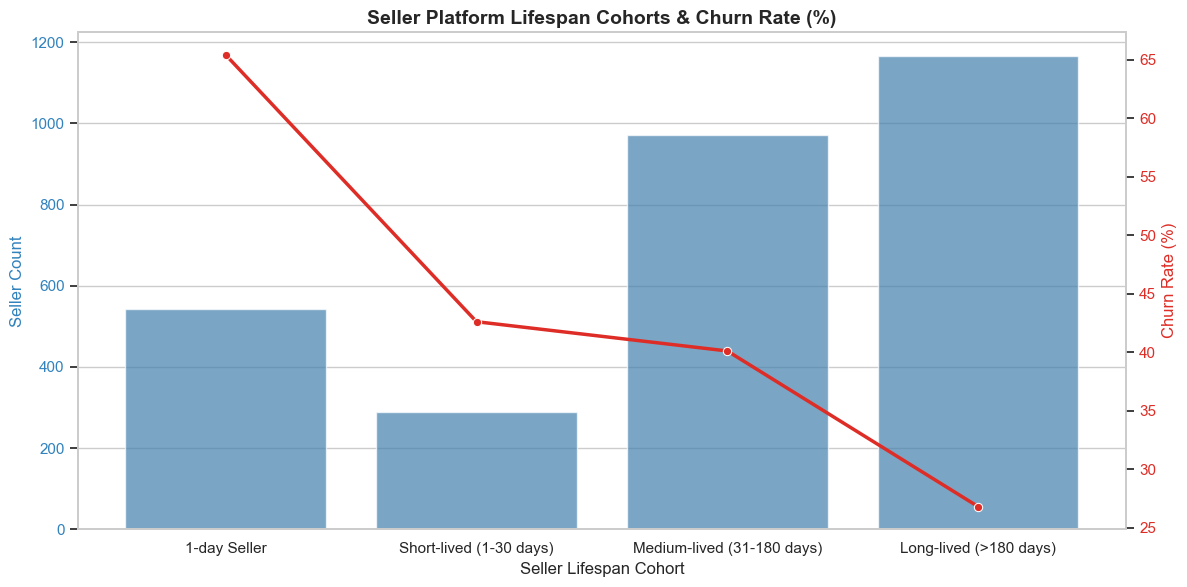 Seller Platform Lifespan Cohorts & Churn Rate (%)
1200
1000
800
600
400
200
0
Seller Count
65
60
55
50
45
40
35
30
25
Churn Rate (%)
1-day Seller
Short-lived (1-30 days)
Medium-lived (31-180 days)
Long-lived (>180 days)
Seller Lifespan Cohort